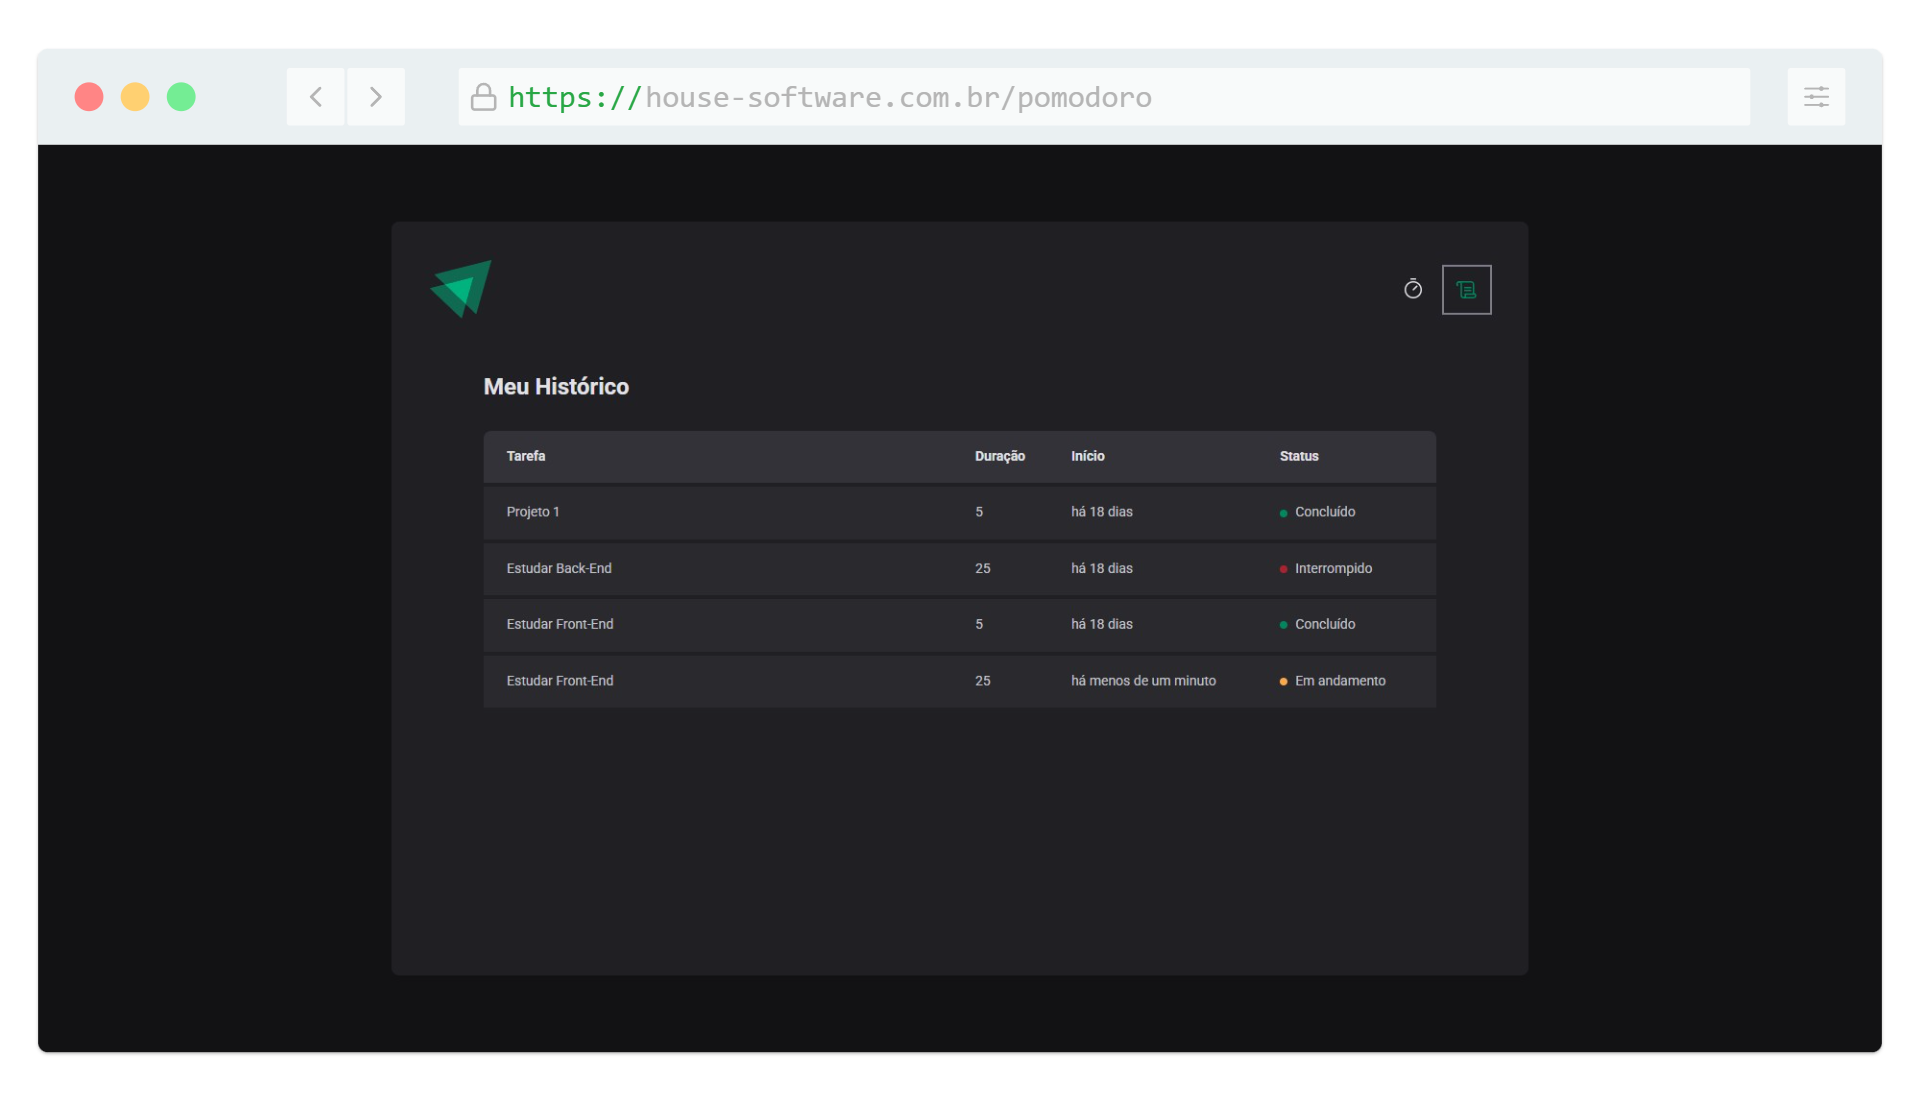 https://house-software.com.br/pomodoro
Meu Histórico
Tarefa Duração Início Status
Projeto 1 5 há 18 dias Concluído
Estudar Back-End 25 há 18 dias Interrompido
Estudar Front-End 5 há 18 dias Concluído
Estudar Front-End 25 há menos de um minuto Em andamento